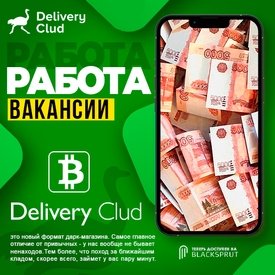 Delivery
Clud
РАБОТА
РАБОТА
ВАКАНСИИ
Delivery Clud
это новый формат дарк-магазина. Самое главное
отличие от привычных - у нас вообще не бывает
ненаходов.Тем более, что поход за ближайшим
кладом, скорее всего, займет у вас пару минут.
ТЕПЕРЬ ДОСТУПЕН НА
BLACKSPRUT